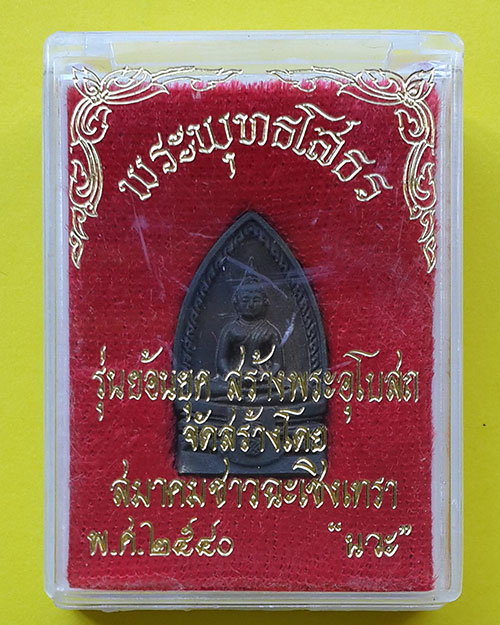 พระพุทธโสธร
รุ่นย้อนยุค สร้างพระอุโบสถ
จัดสร้างโดย
สมาคมชาวฉะเชิงเทรา
พ.ศ.๒๕๔๐ “นวะ”